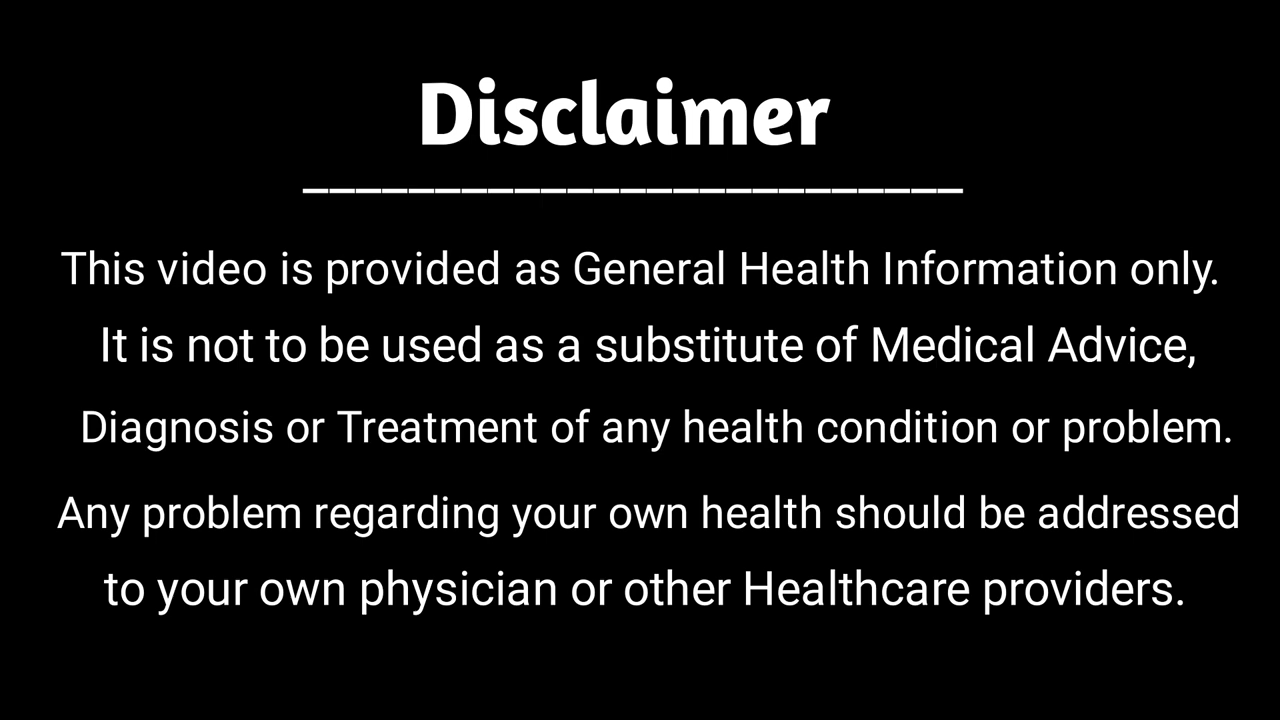 Disclaimer
This video is provided as General Health Information only.
It is not to be used as a substitute of Medical Advice,
Diagnosis or Treatment of any health condition or problem.
Any problem regarding your own health should be addressed
to your own physician or other Healthcare providers.